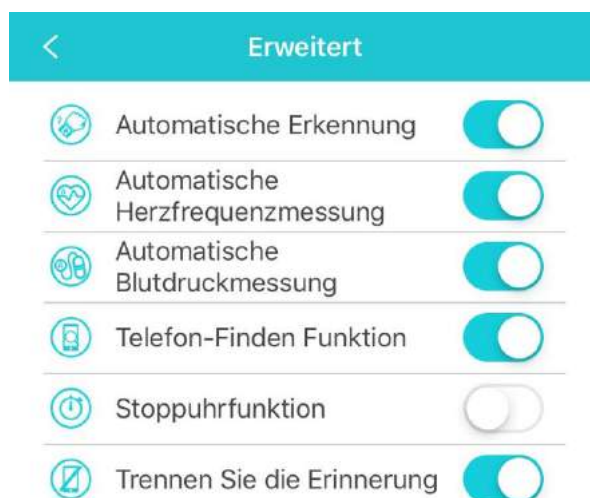 Erweitert
Automatische Erkennung
Automatische
Herzfrequenzmessung
Automatische
Blutdruckmessung
Telefon-Finden Funktion
Stoppuhrfunktion
Trennen Sie die Erinnerung